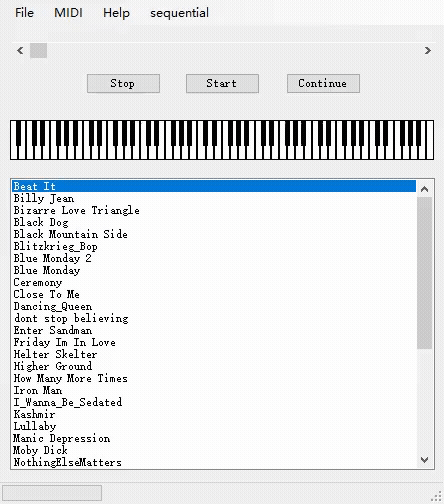 File MIDI Help sequential
Stop Start Continue
Beat It
Billy Jean
Bizarre Love Triangle
Black Dog
Black Mountain Side
Blitzkrieg_Bop
Blue Monday 2
Blue Monday
Ceremony
Close To Me
Dancing_Queen
dont stop believing
Enter Sandman
Friday Im In Love
Helter Skelter
Higher Ground
How Many More Times
Iron Man
I_Wanna_Be_Sedated
Kashmir
Lullaby
Manic Depression
Moby Dick
NothingElseMatters